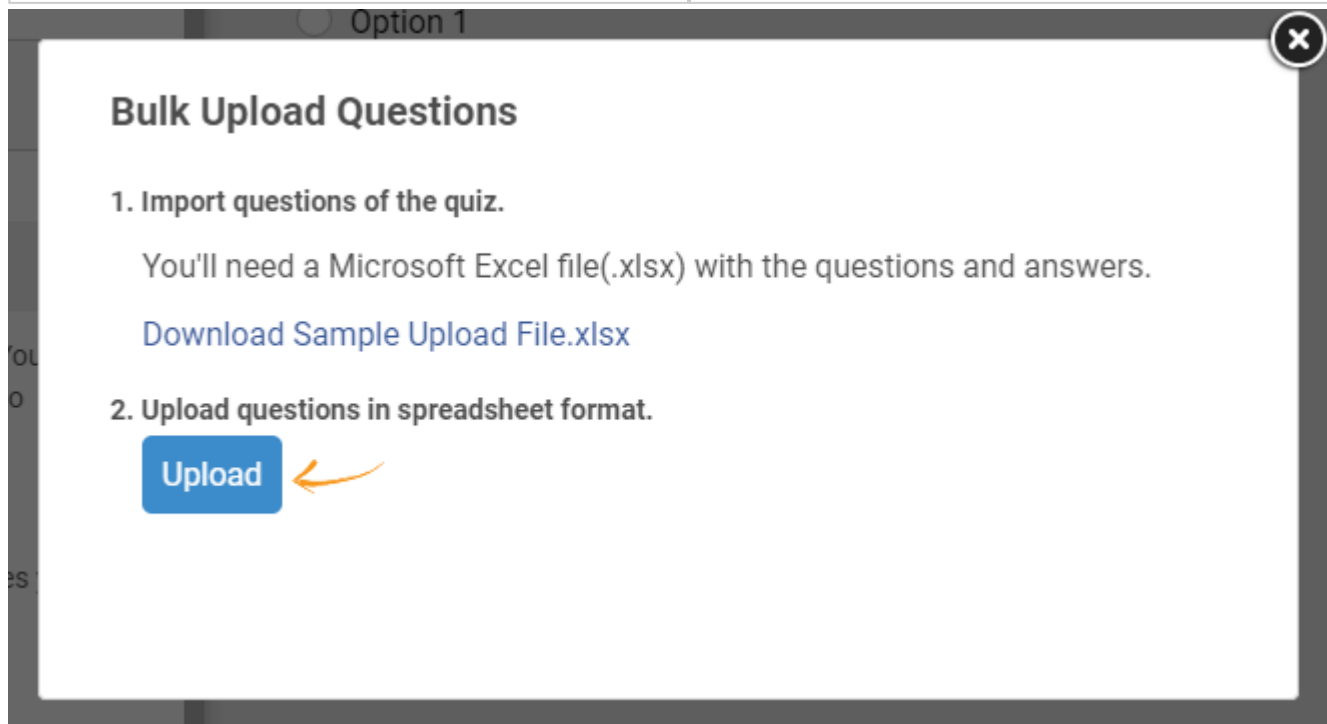 Option 1
Bulk Upload Questions
1. Import questions of the quiz.
You'll need a Microsoft Excel file(.xlsx) with the questions and answers.
Download Sample Upload File.xlsx
2. Upload questions in spreadsheet format.
Upload